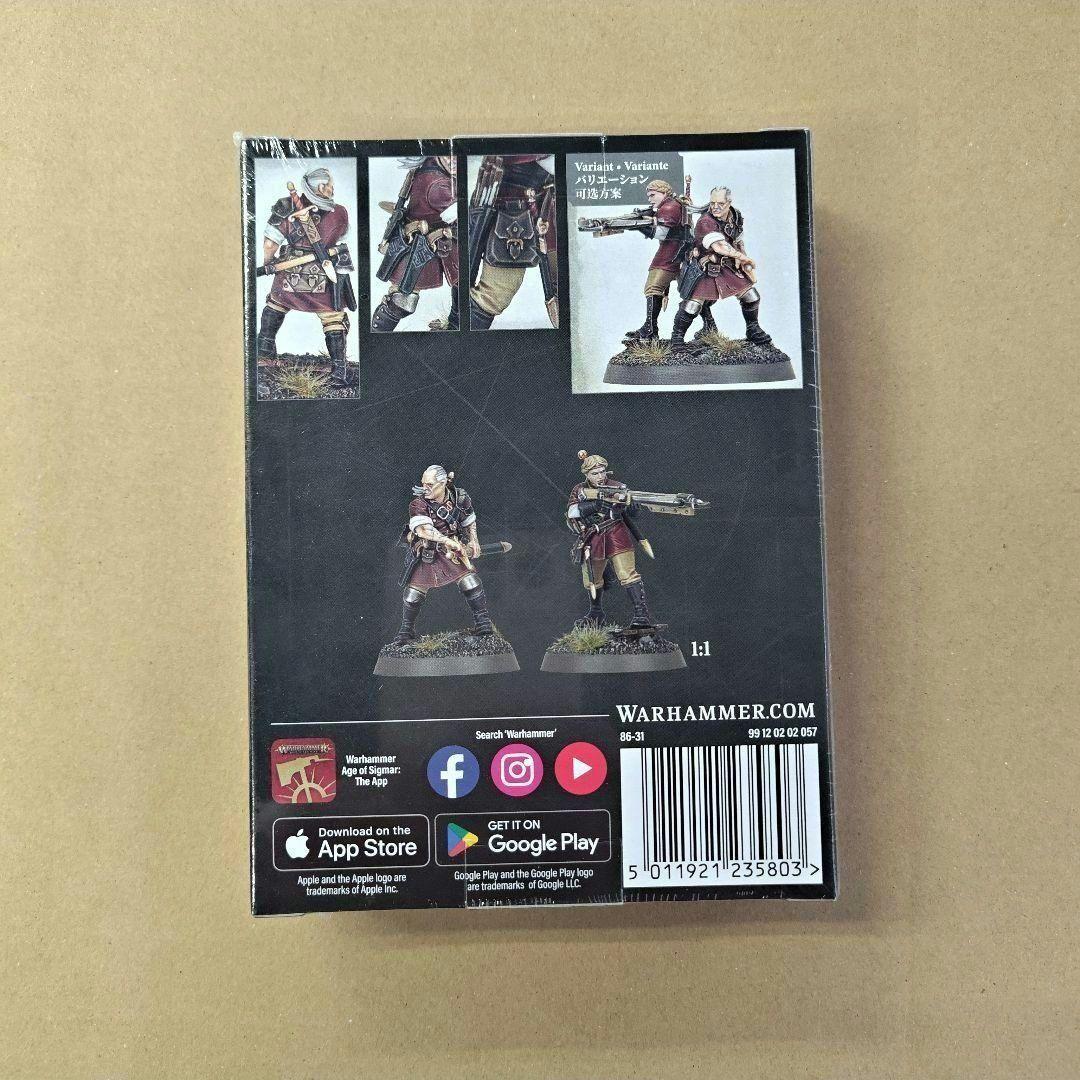 Variant • Variante
バリエーション
可选方案
1:1
WARHAMMER.COM
86-31
99 12 02 02 057
Search 'Warhammer'
WARHAMMER
Warhammer
Age of Sigmar:
The App
Download on the
App Store
GET IT ON
Google Play
Apple and the Apple logo are
trademarks of Apple Inc.
Google Play and the Google Play logo
are trademarks of Google LLC.
5 011921 235803 >